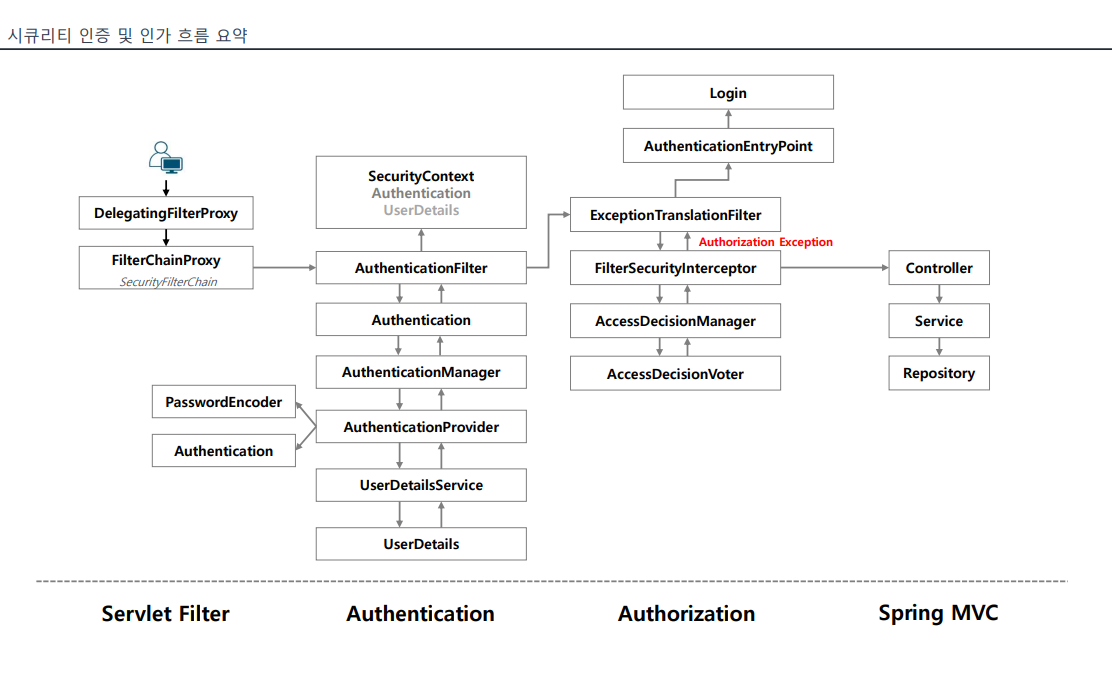 시큐리티 인증 및 인가 흐름 요약
DelegatingFilterProxy
FilterChainProxy
SecurityFilterChain
SecurityContext
Authentication
UserDetails
AuthenticationFilter
Authentication
AuthenticationManager
AuthenticationProvider
PasswordEncoder
Authentication
UserDetailsService
UserDetails
Login
AuthenticationEntryPoint
ExceptionTranslationFilter
Authorization Exception
FilterSecurityInterceptor
AccessDecisionManager
AccessDecisionVoter
Controller
Service
Repository
Servlet Filter
Authentication
Authorization
Spring MVC